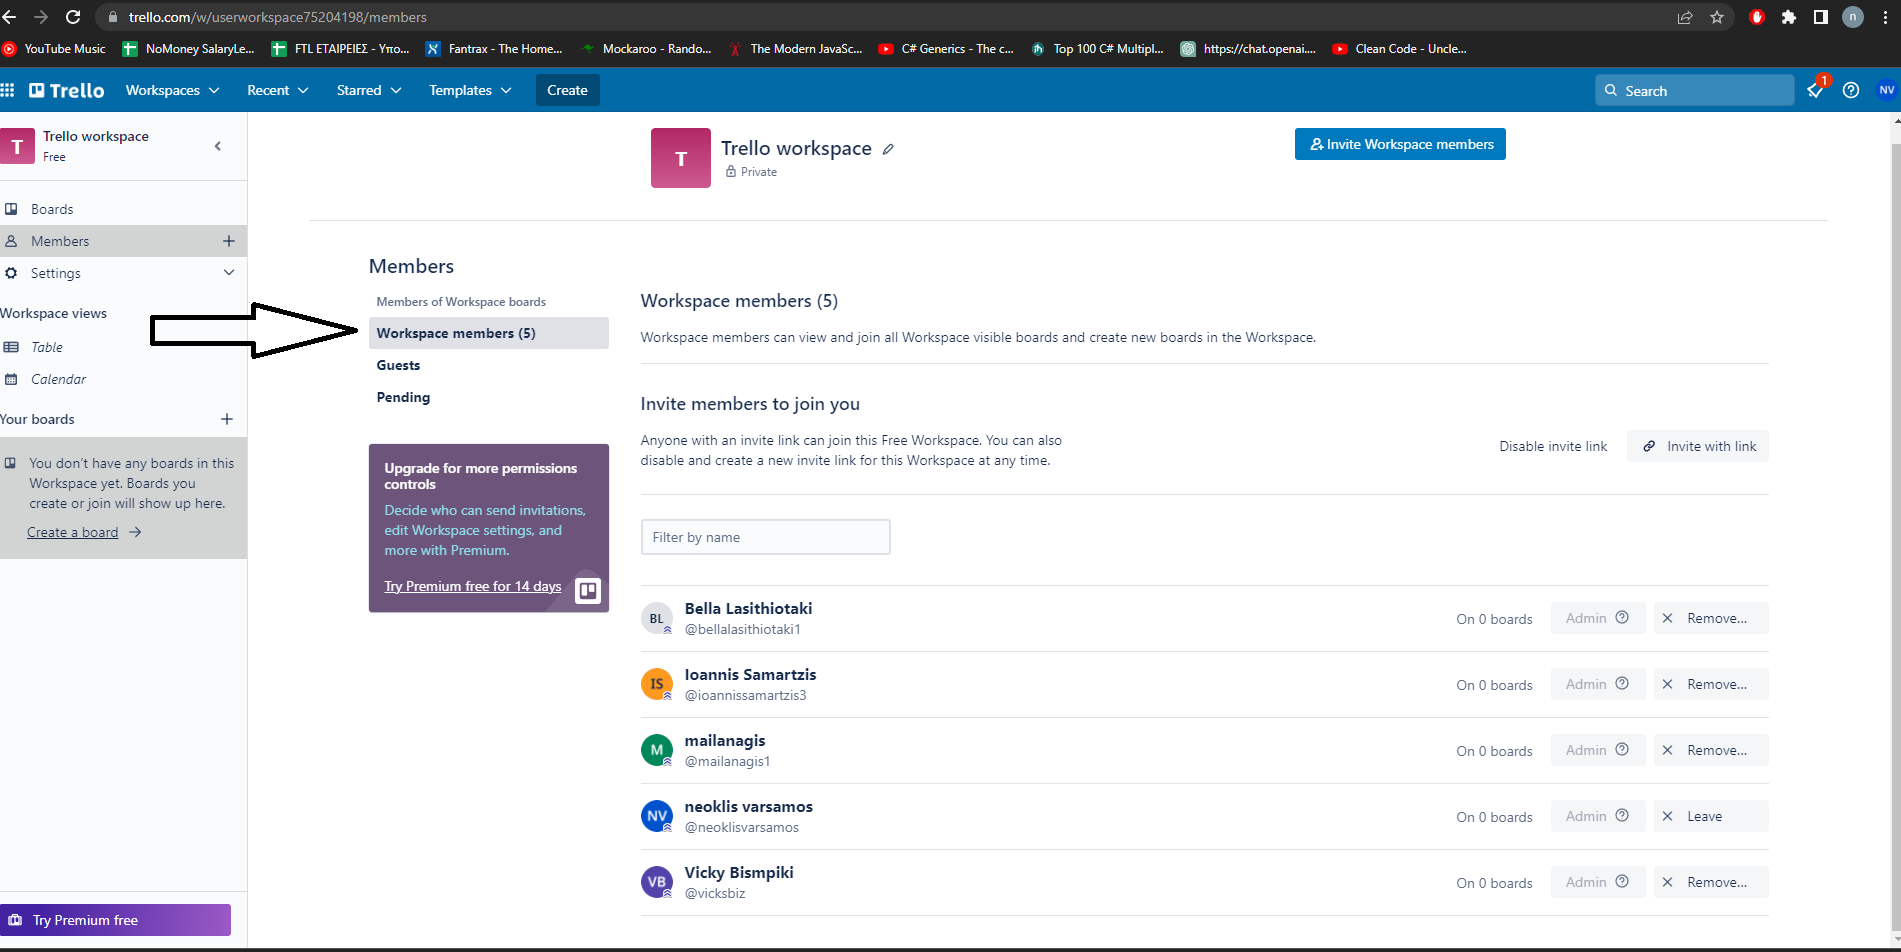 trello.com/w/userworkspace75204198/members
n
YouTube Music
NoMoney SalaryLe...
FTL ΕΤΑΙΡΕΙΕΣ - Υπο...
Fantrax - The Home...
Mockaroo - Rando...
The Modern JavaSc...
C# Generics - The c...
Top 100 C# Multipl...
https://chat.openai....
Clean Code - Uncle...
Trello
Workspaces
Recent
Starred
Templates
Create
Search
1
NV
T
Trello workspace
Free
Boards
Members
Settings
Workspace views
Table
Calendar
Your boards
You don't have any boards in this
Workspace yet. Boards you
create or join will show up here.
Create a board
Try Premium free
T
Trello workspace
Private
Invite Workspace members
Members
Members of Workspace boards
Workspace members (5)
Guests
Pending
Upgrade for more permissions
controls
Decide who can send invitations,
edit Workspace settings, and
more with Premium.
Try Premium free for 14 days
Workspace members (5)
Workspace members can view and join all Workspace visible boards and create new boards in the Workspace.
Invite members to join you
Anyone with an invite link can join this Free Workspace. You can also
disable and create a new invite link for this Workspace at any time.
Disable invite link
Invite with link
Filter by name
BL
Bella Lasithiotaki
@bellalasithiotaki1
On 0 boards
Admin
Remove...
IS
Ioannis Samartzis
@ioannissamartzis3
On 0 boards
Admin
Remove...
M
mailanagis
@mailanagis1
On 0 boards
Admin
Remove...
NV
neoklis varsamos
@neoklisvarsamos
On 0 boards
Admin
Leave
VB
Vicky Bismpiki
@vicksbiz
On 0 boards
Admin
Remove...